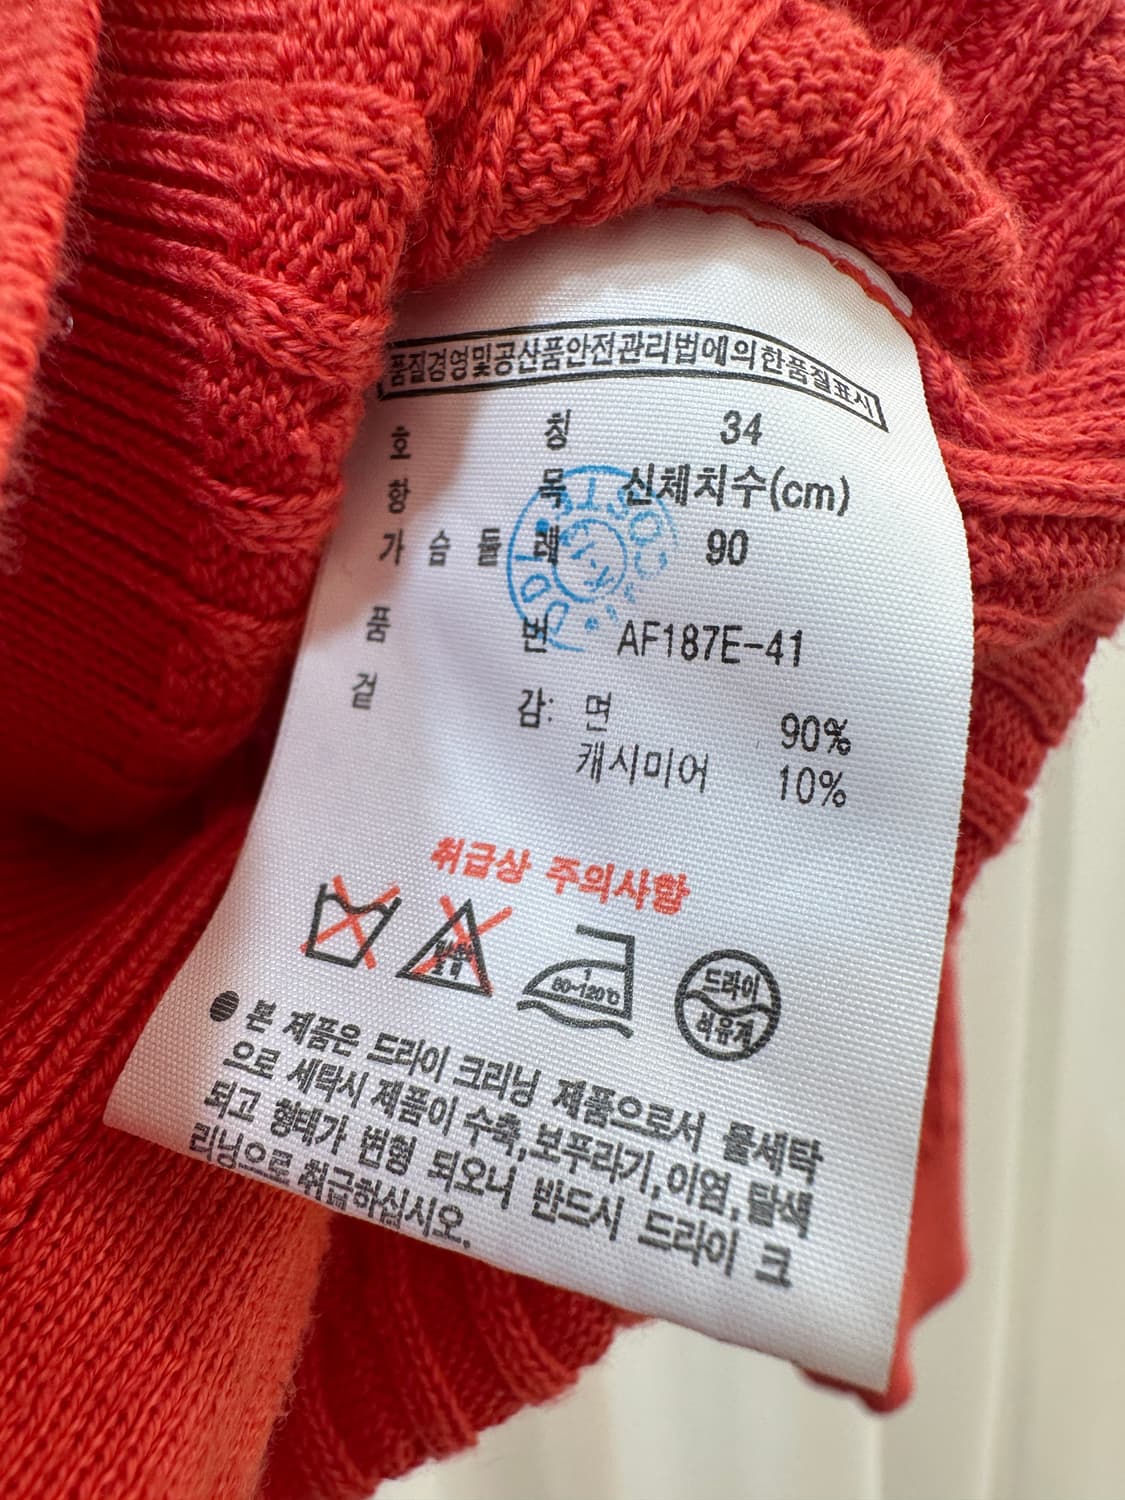 품질경영및공산품안전관리법에의한품질표시
호 칭 34
항 목 신체치수(cm)
가 슴 둘 레 90
품 번 AF187E-41
겉 감: 면 90%
캐시미어 10%
취급상 주의사항
80-120℃
드라이
석유계
● 본 제품은 드라이 크리닝 제품으로서 물세탁
으로 세탁시 제품이 수축,보푸라기,이염,탈색
되고 형태가 변형 되오니 반드시 드라이 크
리닝으로 취급하십시오.